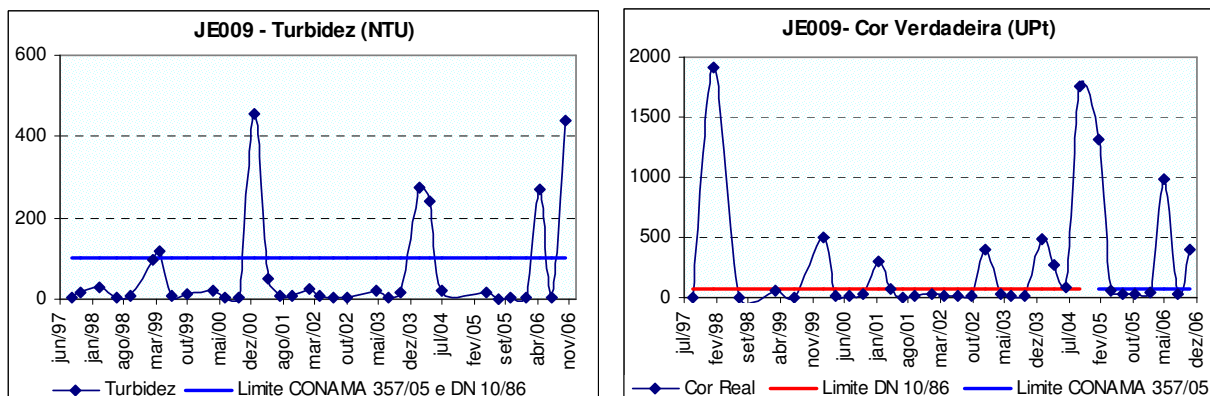 JE009 - Turbidez (NTU)
600
400
200
0
jun/97
jan/98
ago/98
mar/99
out/99
mai/00
dez/00
ago/01
mar/02
out/02
mai/03
dez/03
jul/04
fev/05
set/05
abr/06
nov/06
Turbidez
Limite CONAMA 357/05 e DN 10/86
JE009- Cor Verdadeira (UPt)
2000
1500
1000
500
0
jul/97
fev/98
set/98
abr/99
nov/99
jun/00
jan/01
ago/01
mar/02
out/02
mai/03
dez/03
jul/04
fev/05
out/05
mai/06
dez/06
Cor Real
Limite DN 10/86
Limite CONAMA 357/05